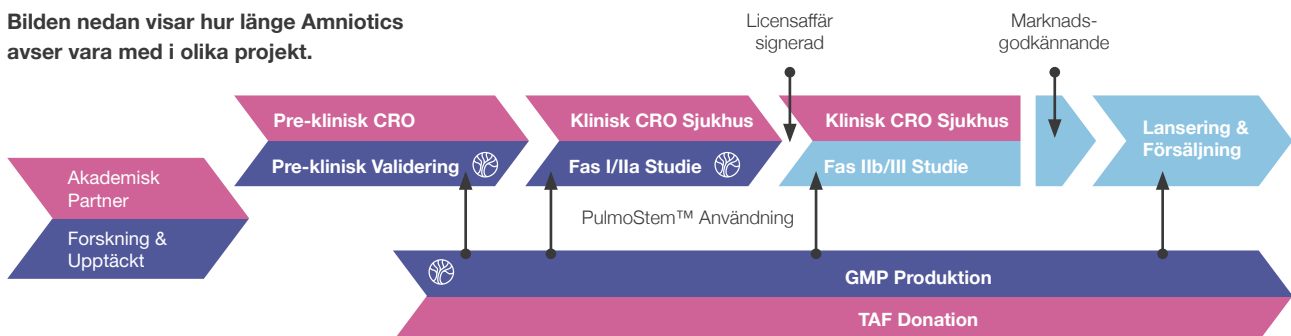 Bilden nedan visar hur länge Amniotics
avser vara med i olika projekt.
Licensaffär
signerad
Marknads-
godkännande
Pre-klinisk CRO
Pre-klinisk Validering
Klinisk CRO Sjukhus
Fas I/IIa Studie
Klinisk CRO Sjukhus
Fas IIb/III Studie
Lansering &
Försäljning
Akademisk
Partner
Forskning &
Upptäckt
PulmoStem™ Användning
GMP Produktion
TAF Donation